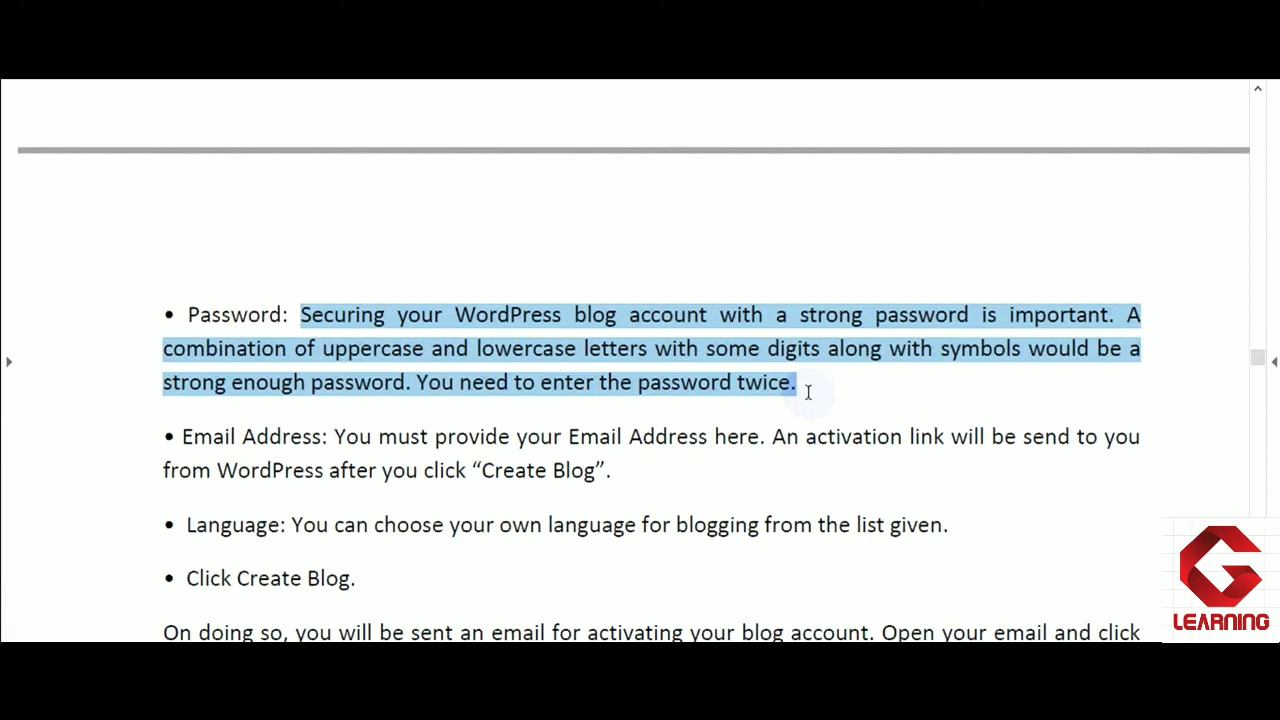 • Password: Securing your WordPress blog account with a strong password is important. A
combination of uppercase and lowercase letters with some digits along with symbols would be a
strong enough password. You need to enter the password twice.
• Email Address: You must provide your Email Address here. An activation link will be send to you
from WordPress after you click “Create Blog”.
• Language: You can choose your own language for blogging from the list given.
• Click Create Blog.
On doing so, you will be sent an email for activating your blog account. Open your email and click
LEARNING